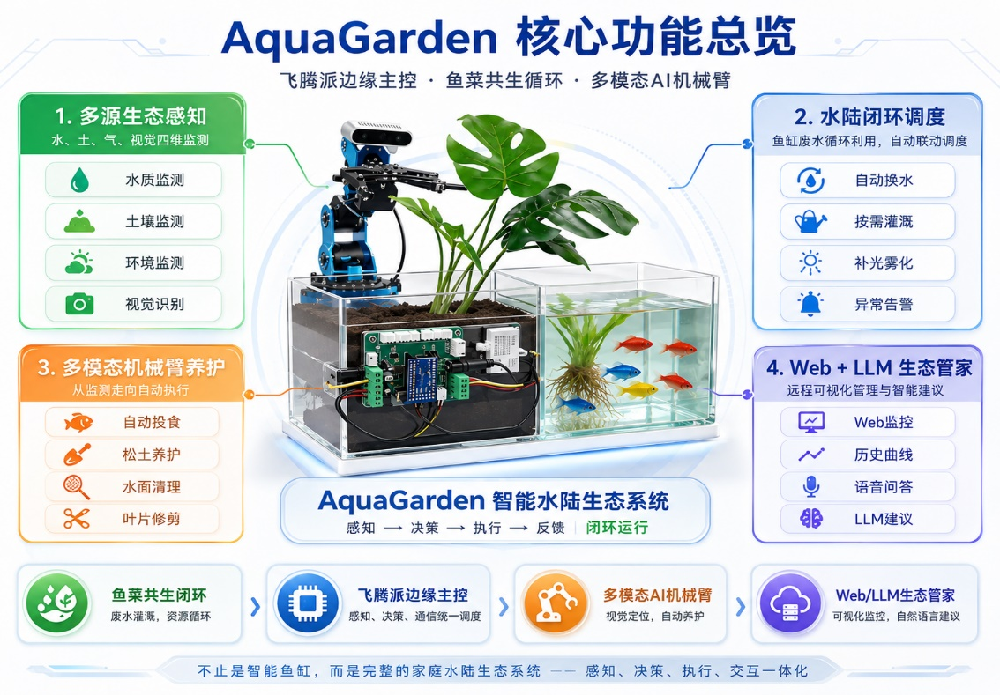 AquaGarden 核心功能总览
飞腾派边缘主控 · 鱼菜共生循环 · 多模态AI机械臂
1. 多源生态感知
水、土、气、视觉四维监测
水质监测
土壤监测
环境监测
视觉识别
2. 水陆闭环调度
鱼缸废水循环利用，自动联动调度
自动换水
按需灌溉
补光雾化
异常告警
3. 多模态机械臂养护
从监测走向自动执行
自动投食
松土养护
水面清理
叶片修剪
4. Web + LLM 生态管家
远程可视化管理与智能建议
Web监控
历史曲线
语音问答
LLM建议
AquaGarden 智能水陆生态系统
感知 → 决策 → 执行 → 反馈 | 闭环运行
鱼菜共生闭环
废水灌溉，资源循环
飞腾派边缘主控
感知、决策、通信统一调度
多模态AI机械臂
视觉定位，自动养护
Web/LLM生态管家
可视化监控，自然语言建议
不止是智能鱼缸，而是完整的家庭水陆生态系统 —— 感知、决策、执行、交互一体化